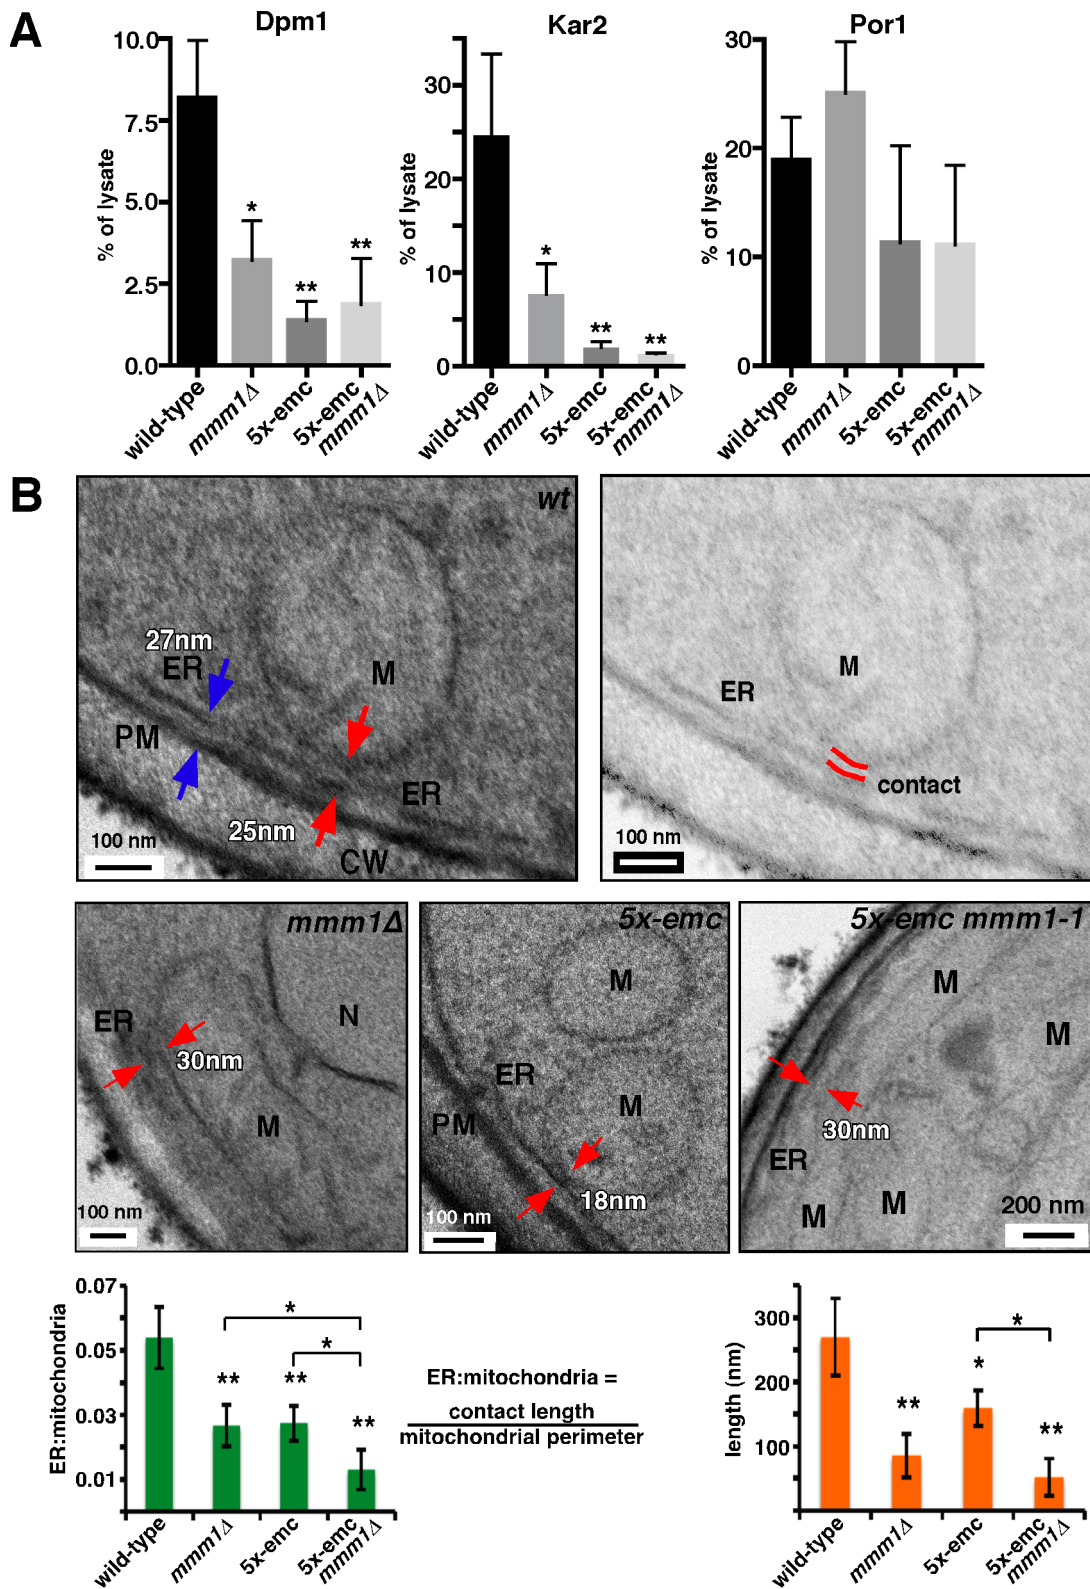 A
Dpm1
Kar2
Por1
% of lysate
10.0
7.5
5.0
2.5
0.0
*
**
**
wild-type
mmm1Δ
5x-emc
5x-emc
mmm1Δ
% of lysate
30
20
10
0
*
**
**
wild-type
mmm1Δ
5x-emc
5x-emc
mmm1Δ
% of lysate
30
20
10
0
wild-type
mmm1Δ
5x-emc
5x-emc
mmm1Δ
B
wt
27nm
ER
M
PM
ER
25nm
CW
100 nm
M
ER
contact
100 nm
mmm1Δ
N
ER
30nm
M
100 nm
5x-emc
M
ER
M
PM
18nm
100 nm
5x-emc mmm1-1
M
M
30nm
ER
M
M
200 nm
ER:mitochondria
0.07
0.05
0.03
0.01
*
*
**
**
**
wild-type
mmm1Δ
5x-emc
5x-emc
mmm1Δ
ER:mitochondria =
contact length
mitochondrial perimeter
length (nm)
300
200
100
*
*
**
**
wild-type
mmm1Δ
5x-emc
5x-emc
mmm1Δ